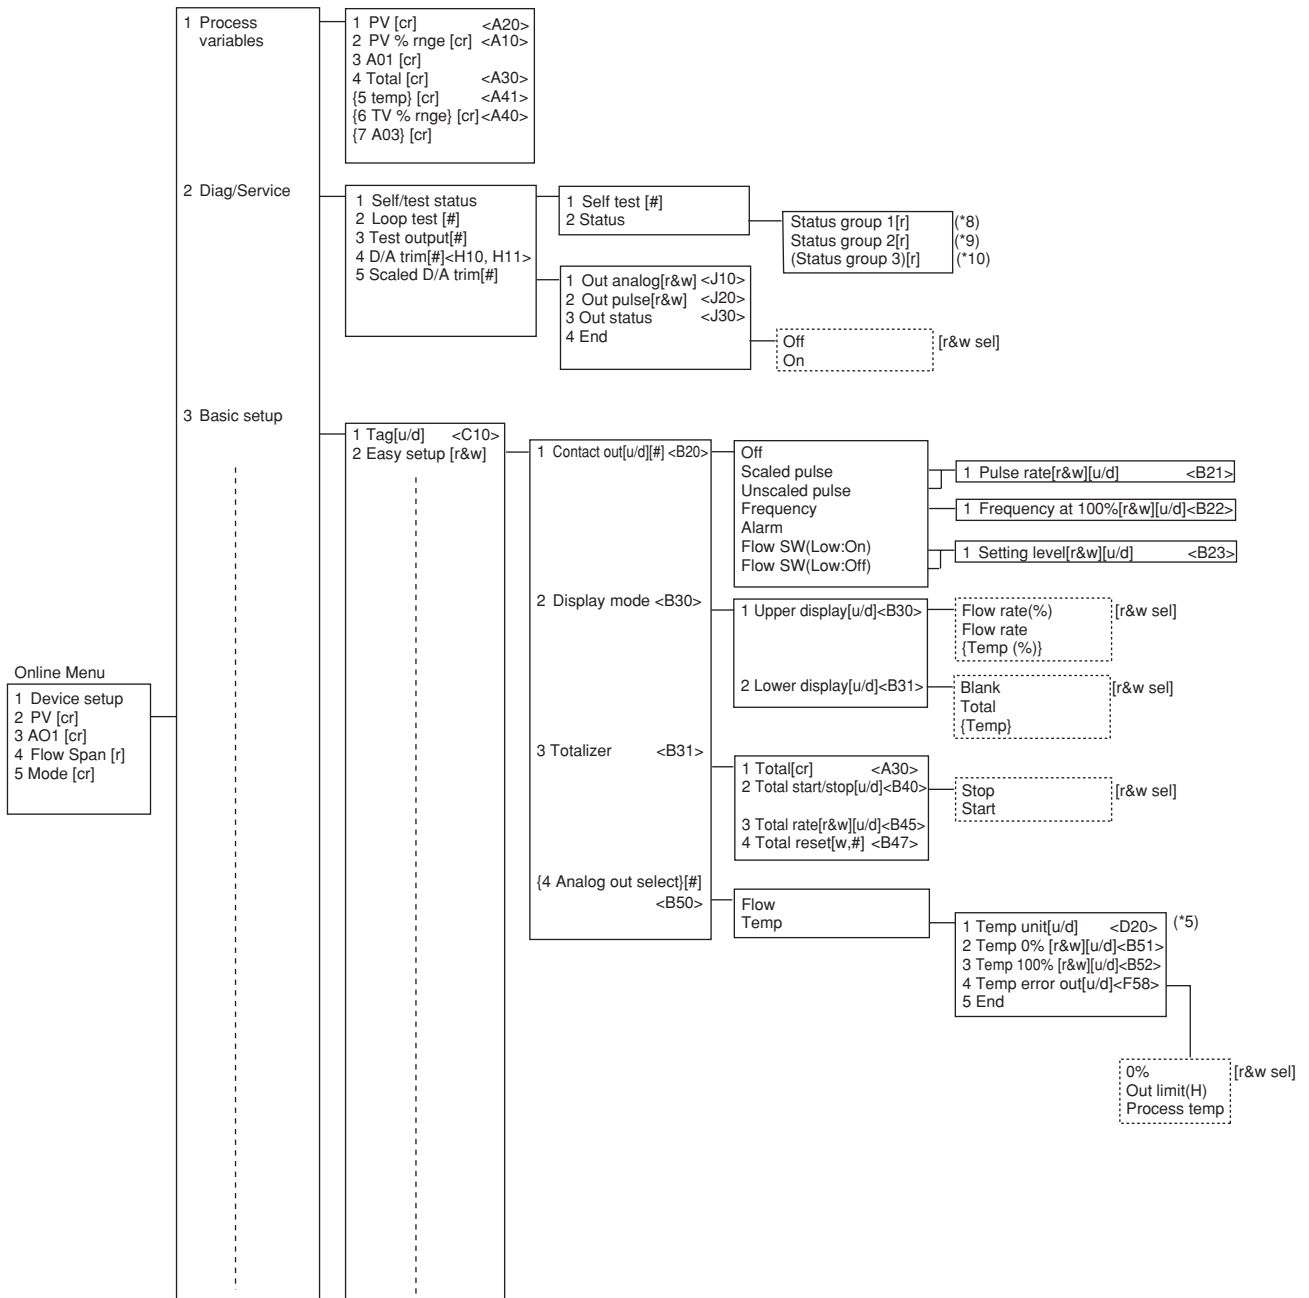 1 Process
variables
1 PV [cr] <A20>
2 PV % rnge [cr] <A10>
3 A01 [cr]
4 Total [cr] <A30>
{5 temp} [cr] <A41>
{6 TV % rnge} [cr]<A40>
{7 A03} [cr]
2 Diag/Service
1 Self/test status
2 Loop test [#]
3 Test output[#]
4 D/A trim[#]<H10, H11>
5 Scaled D/A trim[#]
1 Self test [#]
2 Status
Status group 1[r] (*8)
Status group 2[r] (*9)
(Status group 3)[r] (*10)
1 Out analog[r&w] <J10>
2 Out pulse[r&w] <J20>
3 Out status <J30>
4 End
Off [r&w sel]
On
3 Basic setup
1 Tag[u/d] <C10>
2 Easy setup [r&w]
1 Contact out[u/d][#] <B20>
Off
Scaled pulse
Unscaled pulse
Frequency
Alarm
Flow SW(Low:On)
Flow SW(Low:Off)
1 Pulse rate[r&w][u/d] <B21>
1 Frequency at 100%[r&w][u/d]<B22>
1 Setting level[r&w][u/d] <B23>
2 Display mode <B30>
1 Upper display[u/d]<B30>
Flow rate(%) [r&w sel]
Flow rate
{Temp (%)}
2 Lower display[u/d]<B31>
Blank [r&w sel]
Total
{Temp}
Online Menu
1 Device setup
2 PV [cr]
3 AO1 [cr]
4 Flow Span [r]
5 Mode [cr]
3 Totalizer <B31>
1 Total[cr] <A30>
2 Total start/stop[u/d]<B40>
3 Total rate[r&w][u/d]<B45>
4 Total reset[w,#] <B47>
Stop [r&w sel]
Start
{4 Analog out select}[#]
<B50>
Flow
Temp
1 Temp unit[u/d] <D20> (*5)
2 Temp 0% [r&w][u/d]<B51>
3 Temp 100% [r&w][u/d]<B52>
4 Temp error out[u/d]<F58>
5 End
0% [r&w sel]
Out limit(H)
Process temp